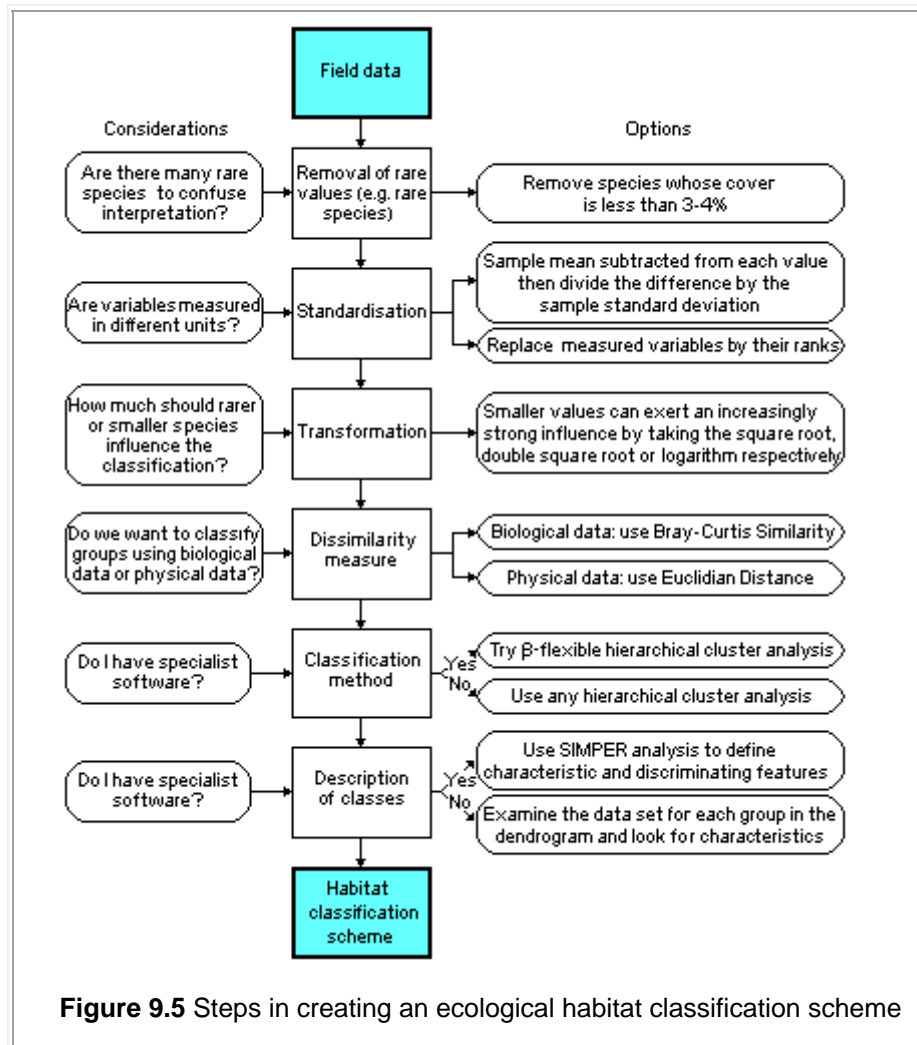 Field data
Considerations
Options
Are there many rare
species to confuse
interpretation?
Removal of rare
values (e.g. rare
species)
Remove species whose cover
is less than 3-4%
Are variables measured
in different units?
Standardisation
Sample mean subtracted from each value
then divide the difference by the
sample standard deviation
Replace measured variables by their ranks
How much should rarer
or smaller species
influence the
classification?
Transformation
Smaller values can exert an increasingly
strong influence by taking the square root,
double square root or logarithm respectively
Do we want to classify
groups using biological
data or physical data?
Dissimilarity
measure
Biological data: use Bray-Curtis Similarity
Physical data: use Euclidian Distance
Do I have specialist
software?
Classification
method
Yes
No
Try β-flexible hierarchical cluster analysis
Use any hierarchical cluster analysis
Do I have specialist
software?
Description
of classes
Yes
No
Use SIMPER analysis to define
characteristic and discriminating features
Examine the data set for each group in the
dendrogram and look for characteristics
Habitat
classification
scheme
Figure 9.5 Steps in creating an ecological habitat classification scheme